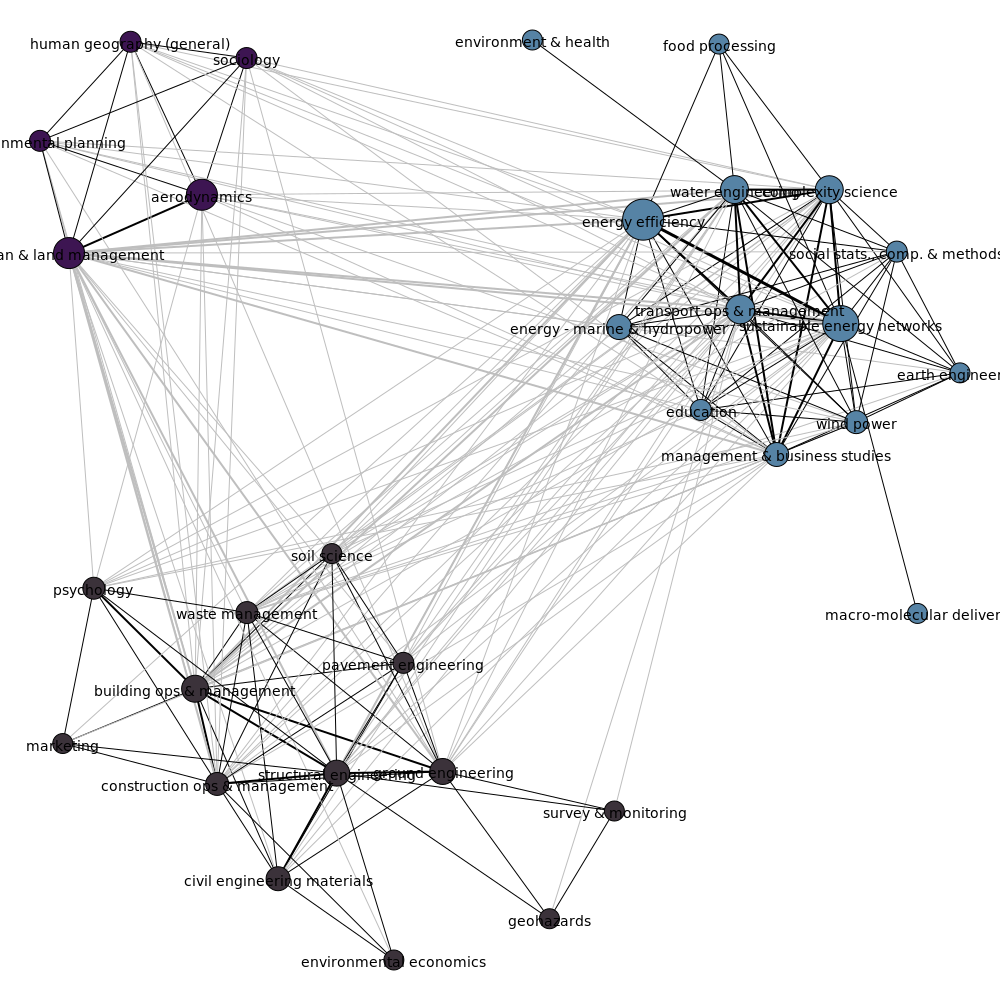 human geography (general)
sociology
environment & health
food processing
nmental planning
aerodynamics
water engineering
complexity science
energy efficiency
an & land management
social stats., comp. & methods
transport ops & management
energy - marine & hydropower
sustainable energy networks
earth engineer
education
wind power
management & business studies
soil science
psychology
waste management
macro-molecular deliver
pavement engineering
building ops & management
marketing
structural engineering
ground engineering
construction ops & management
survey & monitoring
civil engineering materials
geohazards
environmental economics